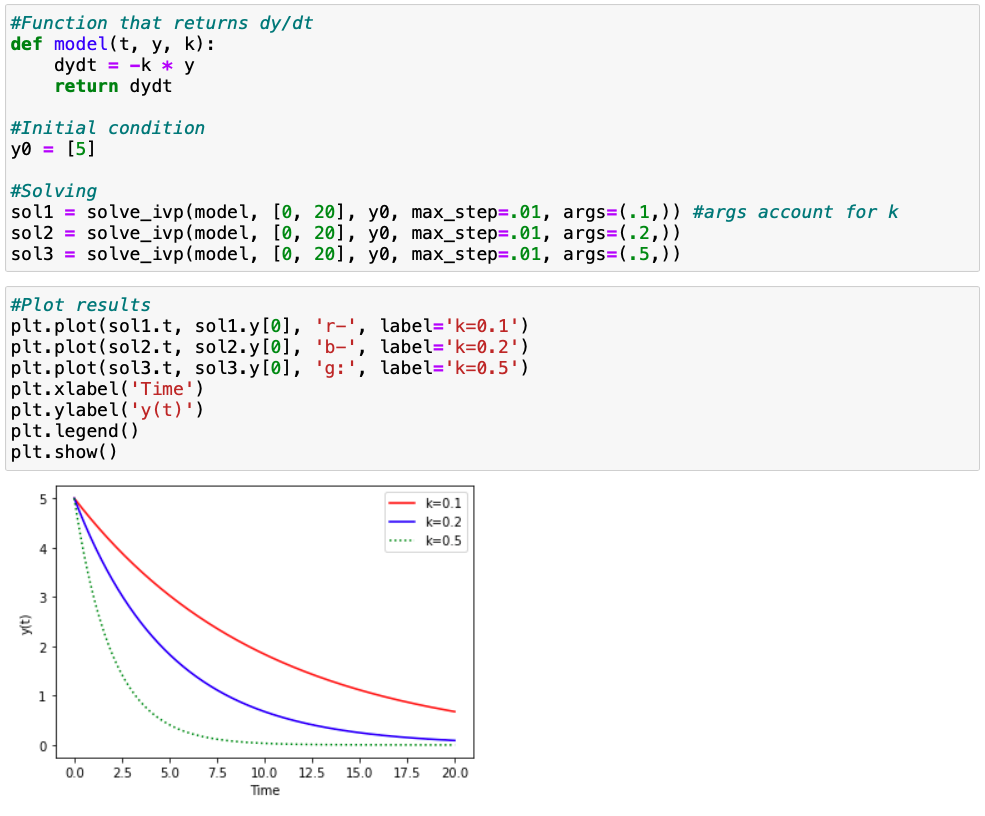 #Function that returns dy/dt
def model(t, y, k):
    dydt = -k * y
    return dydt

#Initial condition
y0 = [5]

#Solving
sol1 = solve_ivp(model, [0, 20], y0, max_step=.01, args=(.1,)) #args account for k
sol2 = solve_ivp(model, [0, 20], y0, max_step=.01, args=(.2,))
sol3 = solve_ivp(model, [0, 20], y0, max_step=.01, args=(.5,))

#Plot results
plt.plot(sol1.t, sol1.y[0], 'r-', label='k=0.1')
plt.plot(sol2.t, sol2.y[0], 'b-', label='k=0.2')
plt.plot(sol3.t, sol3.y[0], 'g:', label='k=0.5')
plt.xlabel('Time')
plt.ylabel('y(t)')
plt.legend()
plt.show()

k=0.1
k=0.2
k=0.5
5
4
3
2
1
0
y(t)
0.0 2.5 5.0 7.5 10.0 12.5 15.0 17.5 20.0
Time